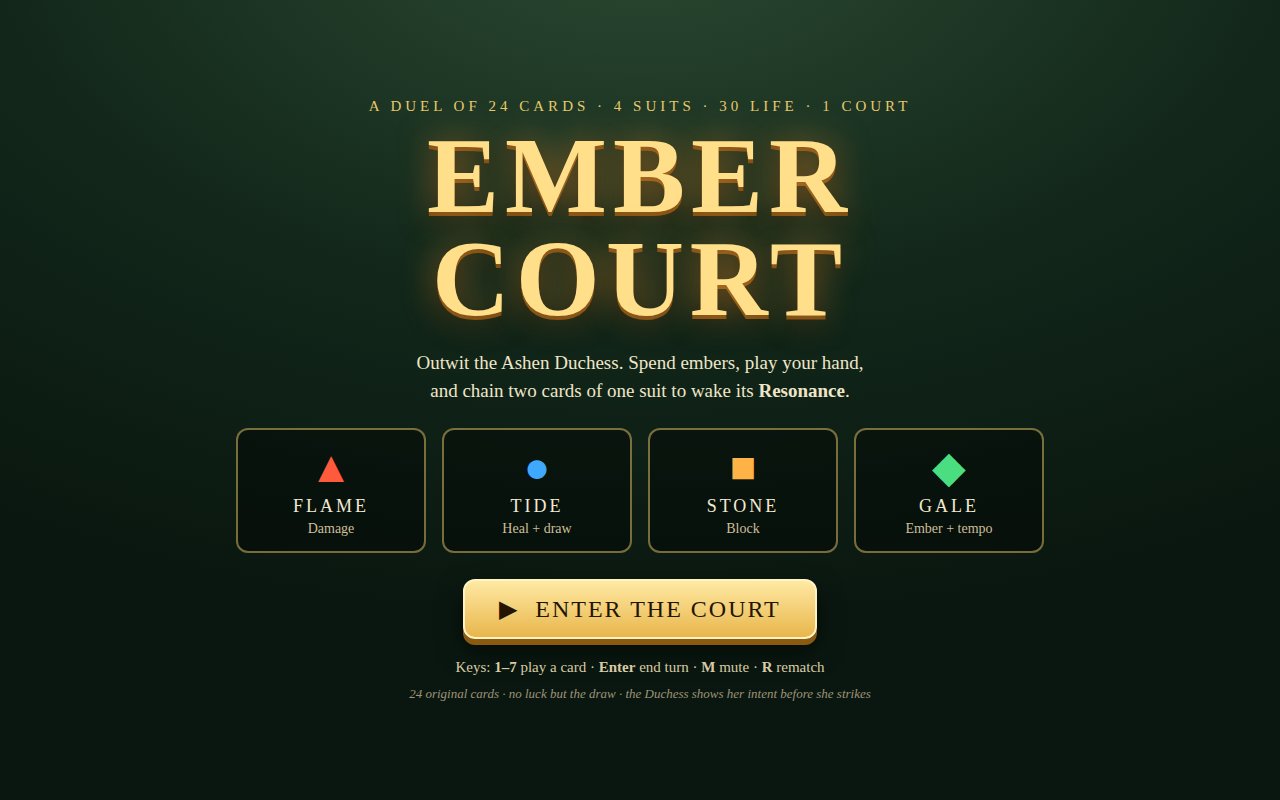 A DUEL OF 24 CARDS · 4 SUITS · 30 LIFE · 1 COURT
EMBER
COURT
Outwit the Ashen Duchess. Spend embers, play your hand,
and chain two cards of one suit to wake its Resonance.
FLAME
Damage
TIDE
Heal + draw
STONE
Block
GALE
Ember + tempo
▶ ENTER THE COURT
Keys: 1–7 play a card · Enter end turn · M mute · R rematch
24 original cards · no luck but the draw · the Duchess shows her intent before she strikes